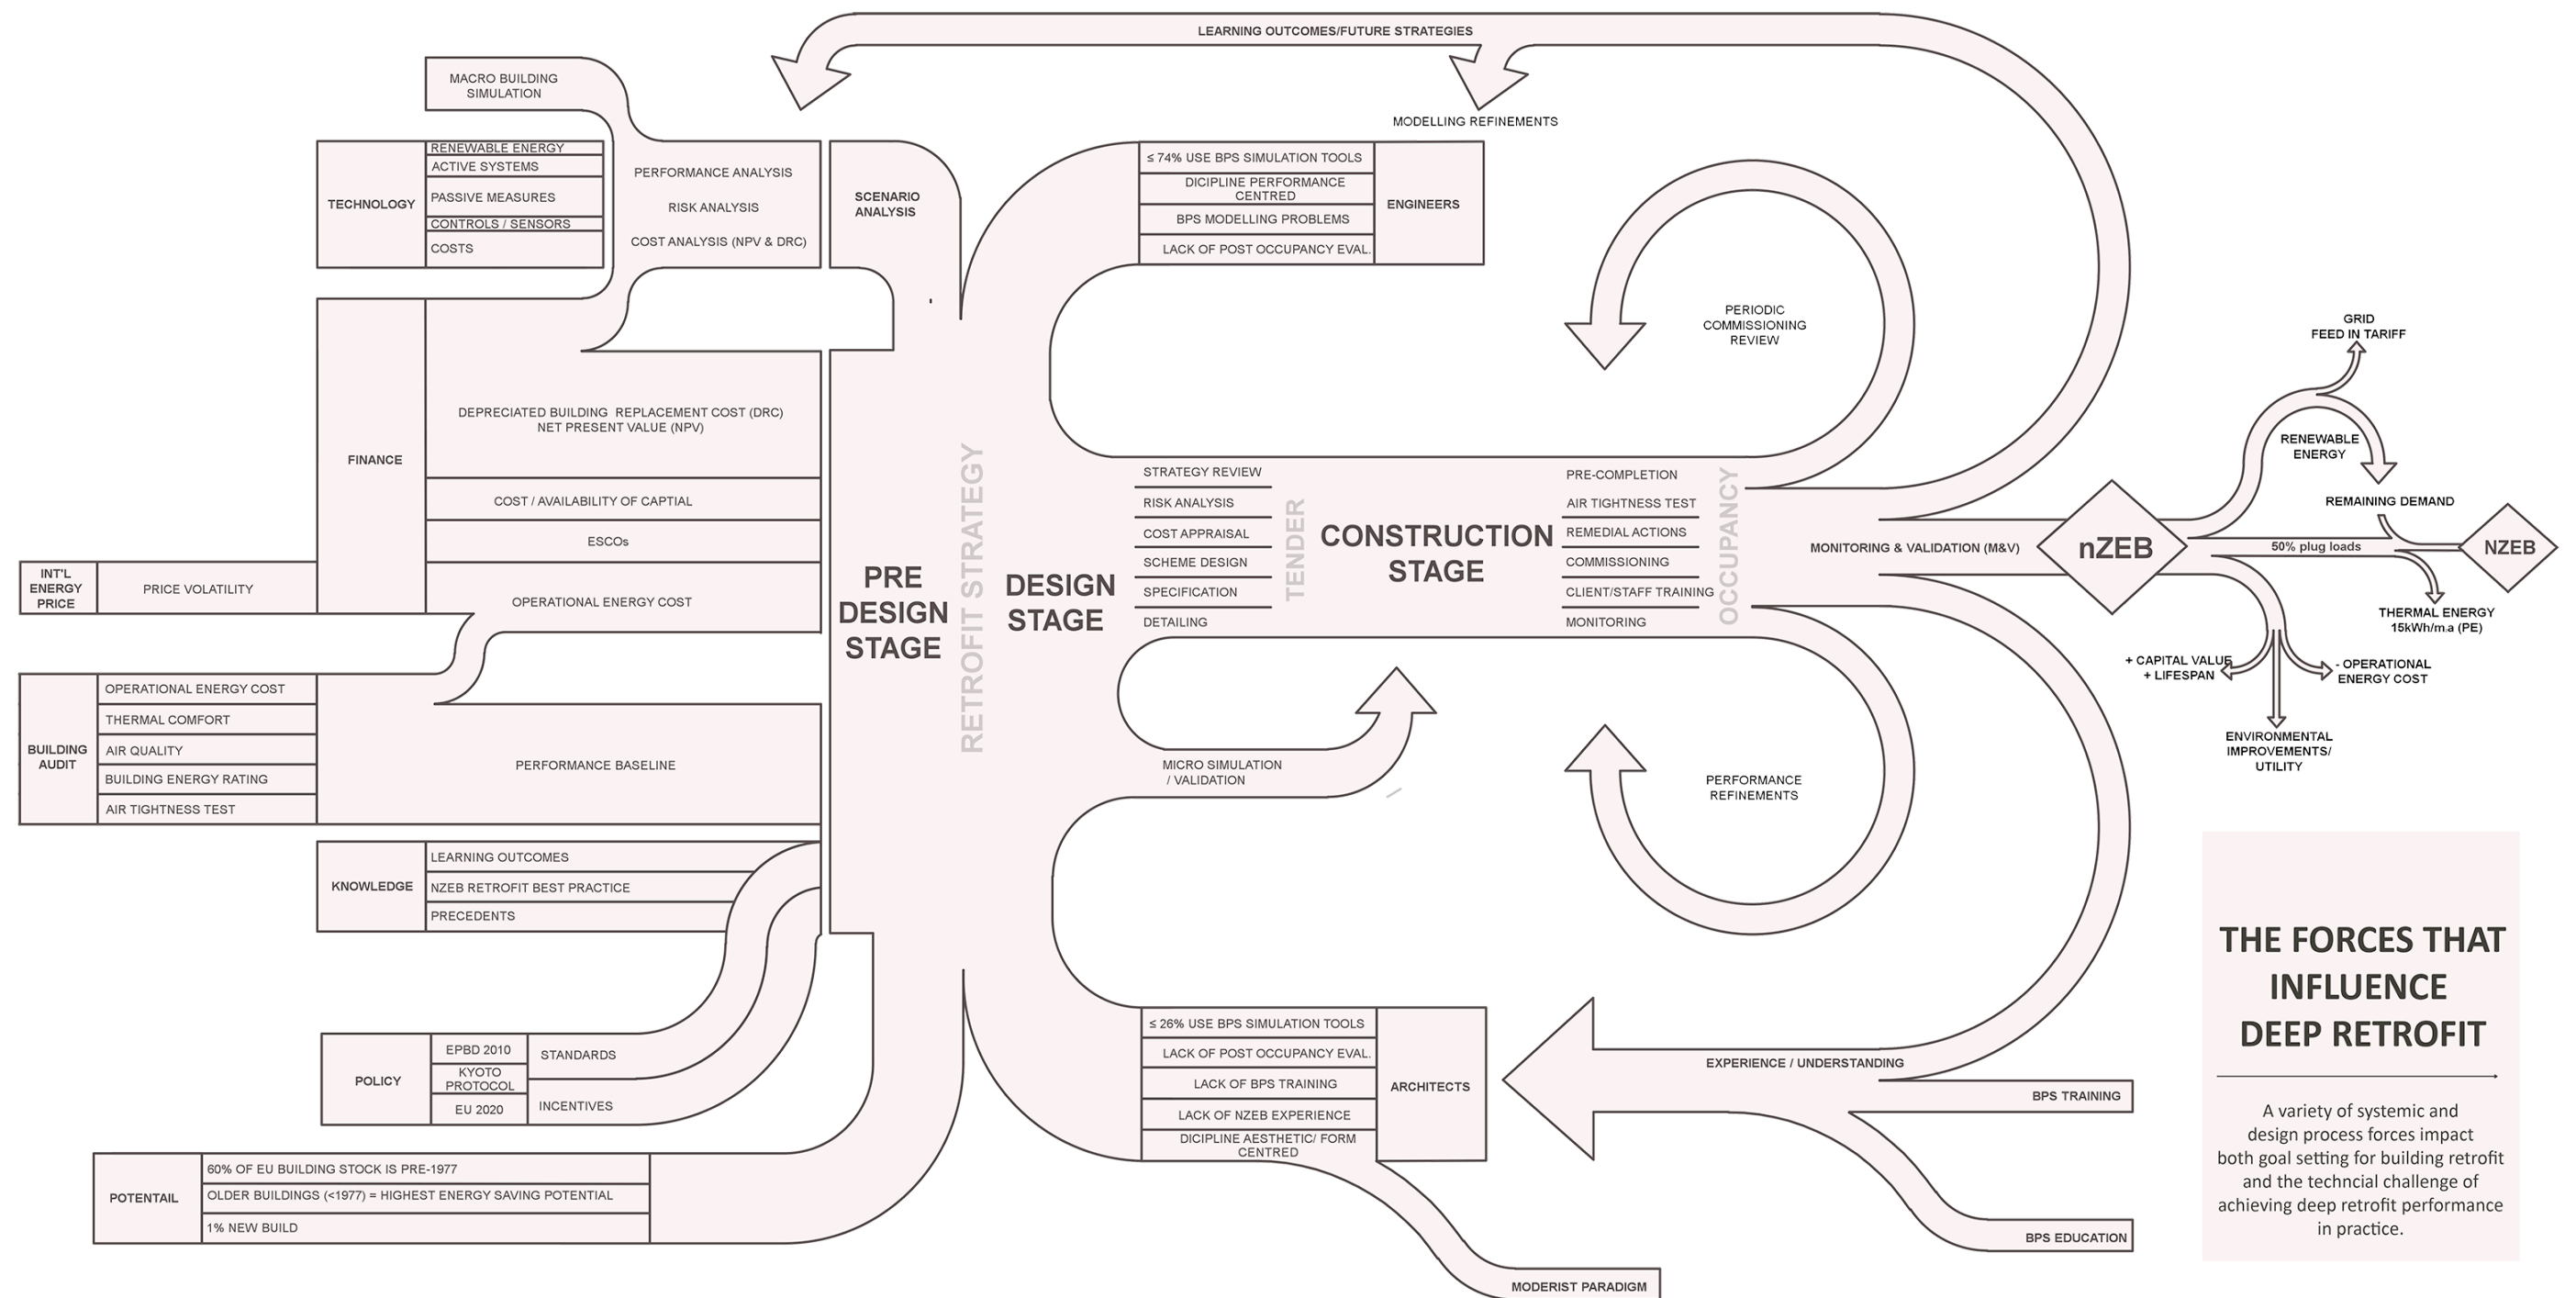 LEARNING OUTCOMES/FUTURE STRATEGIES
MODELLING REFINEMENTS
MACRO BUILDING
SIMULATION
TECHNOLOGY
RENEWABLE ENERGY
ACTIVE SYSTEMS
PASSIVE MEASURES
CONTROLS / SENSORS
COSTS
PERFORMANCE ANALYSIS
RISK ANALYSIS
COST ANALYSIS (NPV & DRC)
SCENARIO
ANALYSIS
FINANCE
DEPRECIATED BUILDING REPLACEMENT COST (DRC)
NET PRESENT VALUE (NPV)
COST / AVAILABILITY OF CAPTIAL
ESCOs
OPERATIONAL ENERGY COST
INT'L
ENERGY
PRICE
PRICE VOLATILITY
BUILDING
AUDIT
OPERATIONAL ENERGY COST
THERMAL COMFORT
AIR QUALITY
BUILDING ENERGY RATING
AIR TIGHTNESS TEST
PERFORMANCE BASELINE
KNOWLEDGE
LEARNING OUTCOMES
NZEB RETROFIT BEST PRACTICE
PRECEDENTS
POLICY
EPBD 2010
KYOTO
PROTOCOL
EU 2020
STANDARDS
INCENTIVES
POTENTAIL
60% OF EU BUILDING STOCK IS PRE-1977
OLDER BUILDINGS (<1977) = HIGHEST ENERGY SAVING POTENTIAL
1% NEW BUILD
PRE
DESIGN
STAGE
RETROFIT STRATEGY
DESIGN
STAGE
≤ 74% USE BPS SIMULATION TOOLS
DICIPLINE PERFORMANCE
CENTRED
BPS MODELLING PROBLEMS
LACK OF POST OCCUPANCY EVAL.
ENGINEERS
STRATEGY REVIEW
RISK ANALYSIS
COST APPRAISAL
SCHEME DESIGN
SPECIFICATION
DETAILING
TENDER
CONSTRUCTION
STAGE
PRE-COMPLETION
AIR TIGHTNESS TEST
REMEDIAL ACTIONS
COMMISSIONING
CLIENT/STAFF TRAINING
MONITORING
OCCUPANCY
PERIODIC
COMMISSIONING
REVIEW
MICRO SIMULATION
/ VALIDATION
PERFORMANCE
REFINEMENTS
≤ 26% USE BPS SIMULATION TOOLS
LACK OF POST OCCUPANCY EVAL.
LACK OF BPS TRAINING
LACK OF NZEB EXPERIENCE
DICIPLINE AESTHETIC/ FORM
CENTRED
ARCHITECTS
MODERIST PARADIGM
EXPERIENCE / UNDERSTANDING
BPS TRAINING
BPS EDUCATION
MONITORING & VALIDATION (M&V)
nZEB
GRID
FEED IN TARIFF
RENEWABLE
ENERGY
REMAINING DEMAND
50% plug loads
NZEB
THERMAL ENERGY
15kWh/m.a (PE)
+ CAPITAL VALUE
+ LIFESPAN
- OPERATIONAL
ENERGY COST
ENVIRONMENTAL
IMPROVEMENTS/
UTILITY
THE FORCES THAT
INFLUENCE
DEEP RETROFIT
A variety of systemic and
design process forces impact
both goal setting for building retrofit
and the techncial challenge of
achieving deep retrofit performance
in practice.